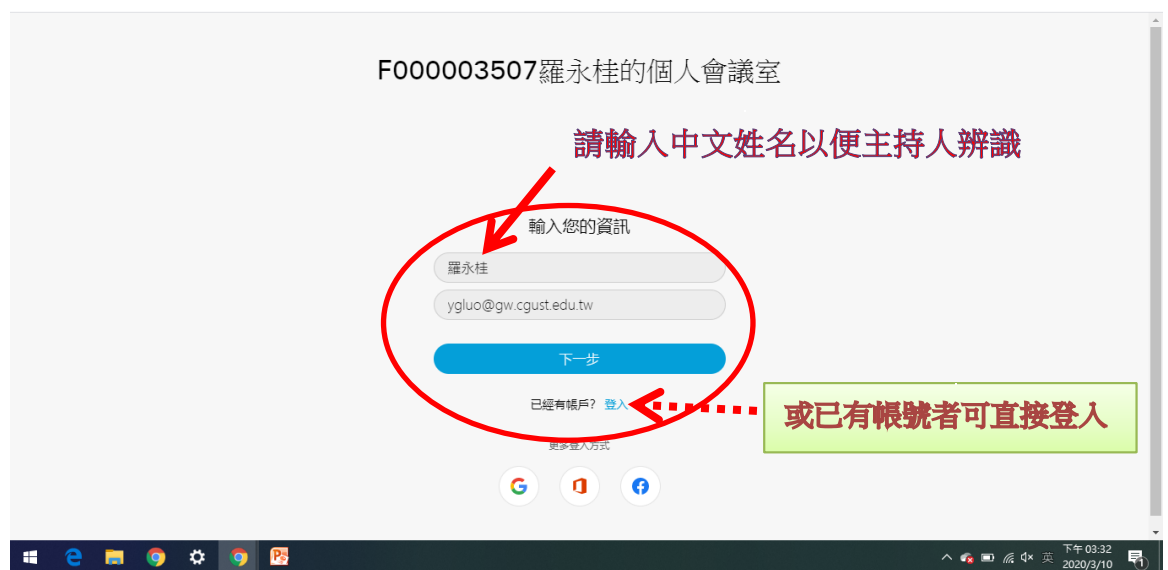 F000003507羅永桂的個人會議室
請輸入中文姓名以便主持人辨識
輸入您的資訊
羅永桂
ygluo@gw.cgust.edu.tw
下一步
已經有帳戶? 登入
或已有帳號者可直接登入
更多登入方式
英
下午 03:32
2020/3/10
1